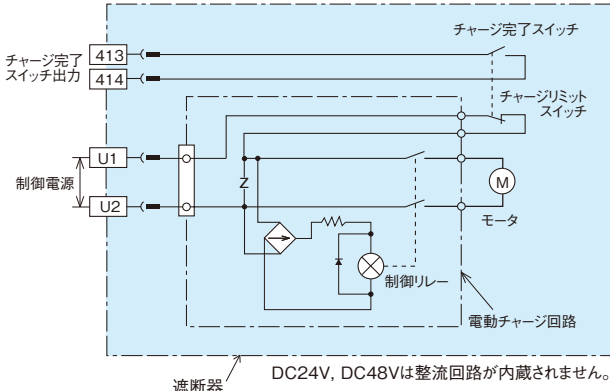 チャージ完了スイッチ
チャージ完了
スイッチ出力
413
414
チャージリミット
スイッチ
U1
制御電源
U2
Z
M
モータ
制御リレー
電動チャージ回路
遮断器
DC24V, DC48Vは整流回路が内蔵されません。